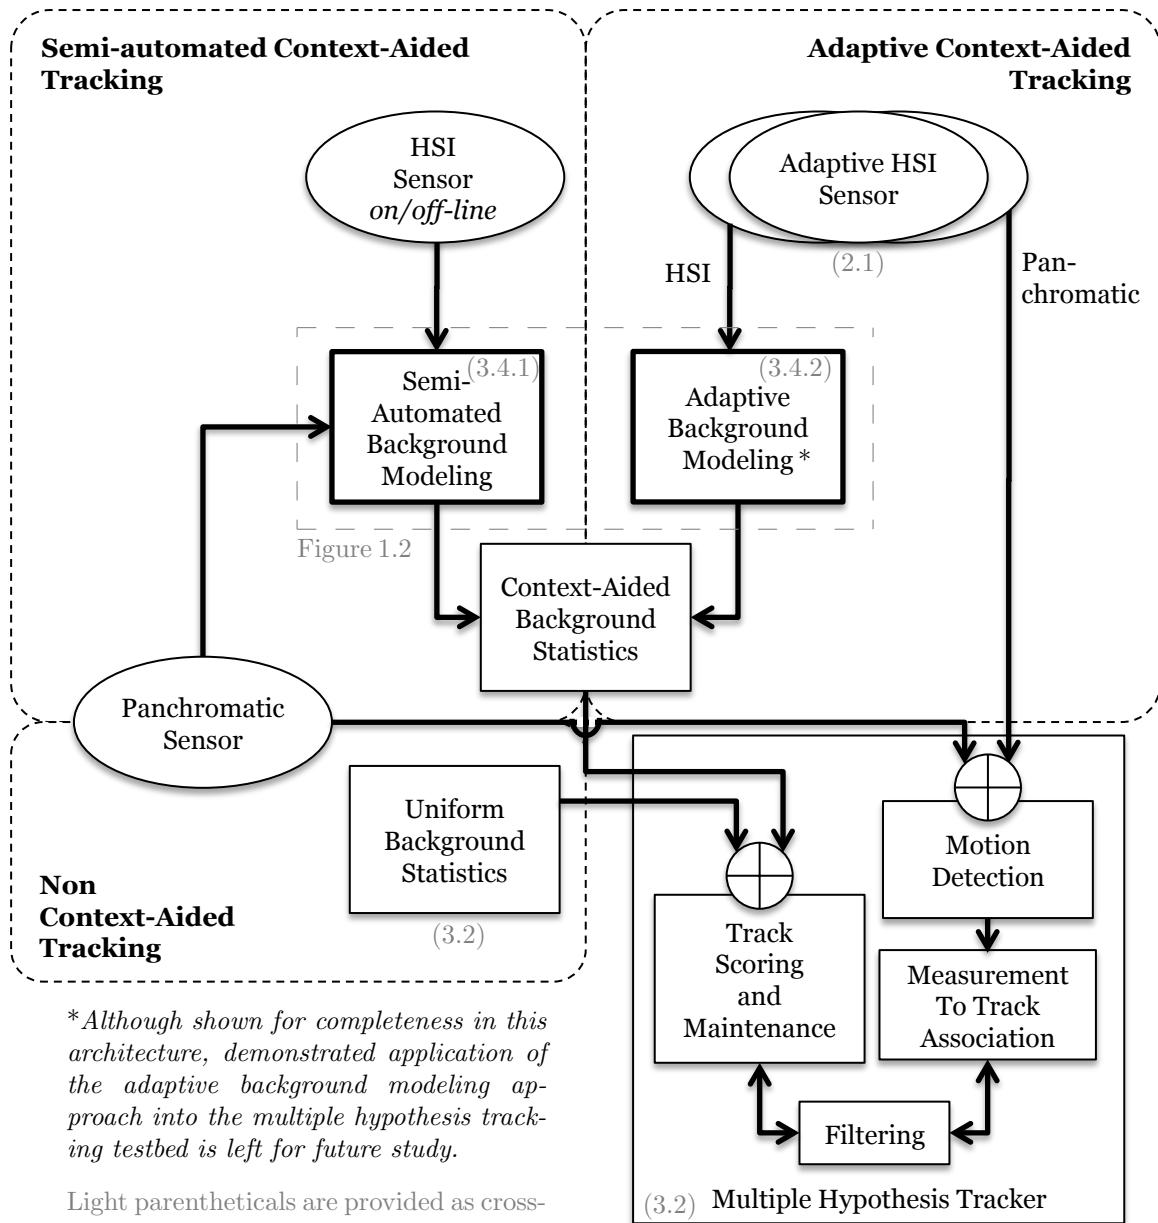 Semi-automated Context-Aided
Tracking
Adaptive Context-Aided
Tracking
HSI
Sensor
on/off-line
Adaptive HSI
Sensor
(2.1)
HSI
Pan-
chromatic
(3.4.1)
Semi-
Automated
Background
Modeling
(3.4.2)
Adaptive
Background
Modeling *
Figure 1.2
Context-Aided
Background
Statistics
Panchromatic
Sensor
Uniform
Background
Statistics
(3.2)
Non
Context-Aided
Tracking
Motion
Detection
Track
Scoring
and
Maintenance
Measurement
To Track
Association
Filtering
(3.2) Multiple Hypothesis Tracker
*Although shown for completeness in this
architecture, demonstrated application of
the adaptive background modeling ap-
proach into the multiple hypothesis track-
ing testbed is left for future study.
Light parentheticals are provided as cross-